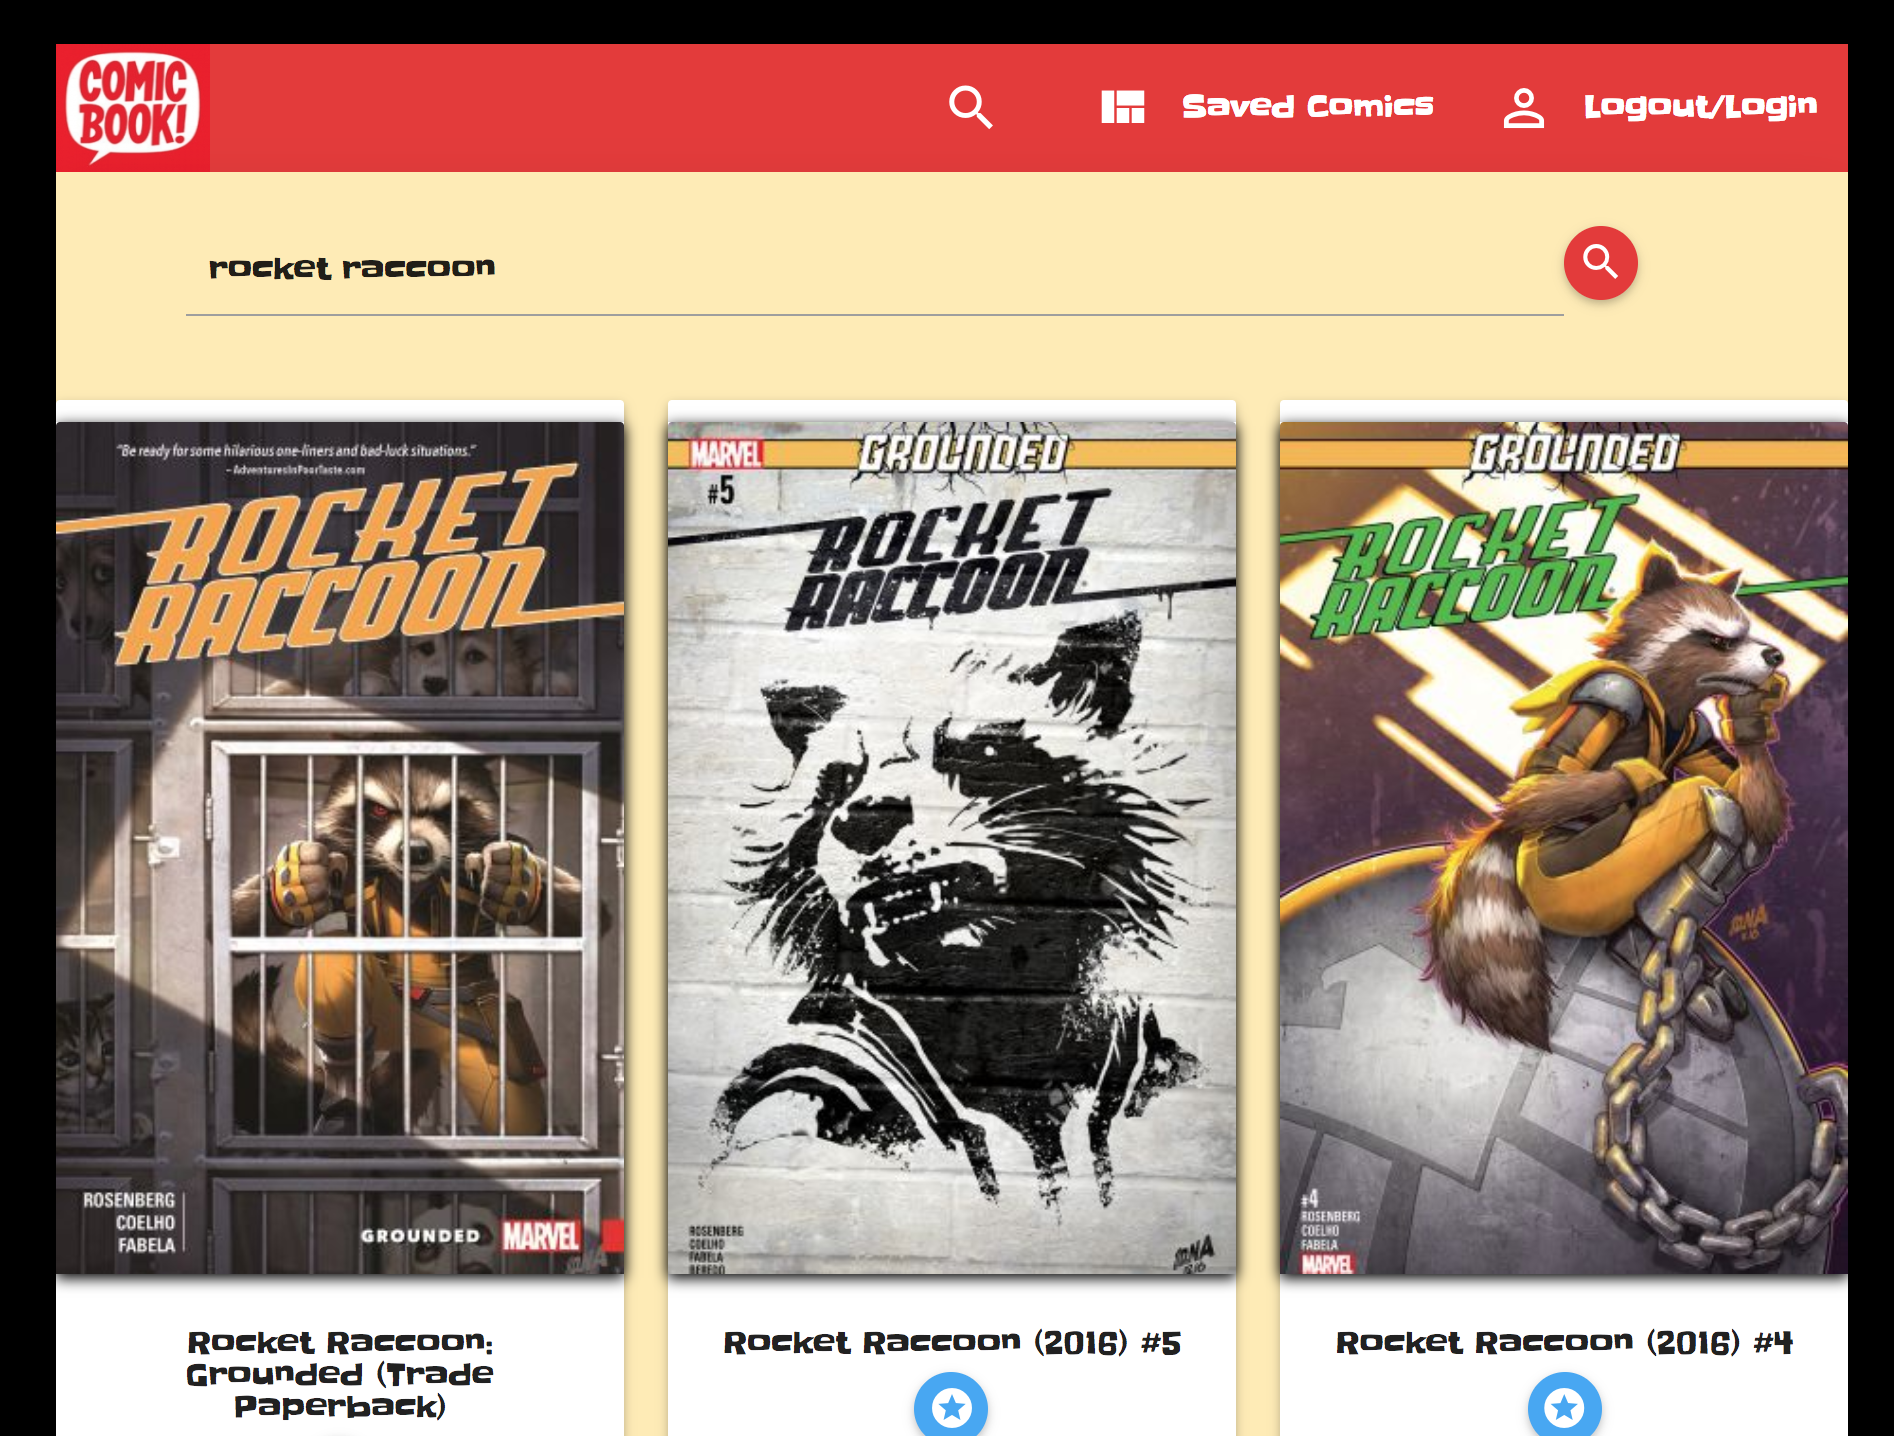 COMIC
BOOK!
Saved Comics
Logout/Login
rocket raccoon
"Be ready for some hilarious one-liners and bad-luck situations."
- AdventuresInPoorTaste.com
ROCKET
RACCOON
ROSENBERG
COELHO
FABELA
GROUNDED
MARVEL
MARVEL
GROUNDED
#5
ROCKET
RACCOON
ROSENBERG
COELHO
FABELA
GROUNDED
ROCKET
RACCOON
#4
ROSENBERG
COELHO
FABELA
MARVEL
Rocket Raccoon:
Grounded (Trade
Paperback)
Rocket Raccoon (2016) #5
Rocket Raccoon (2016) #4